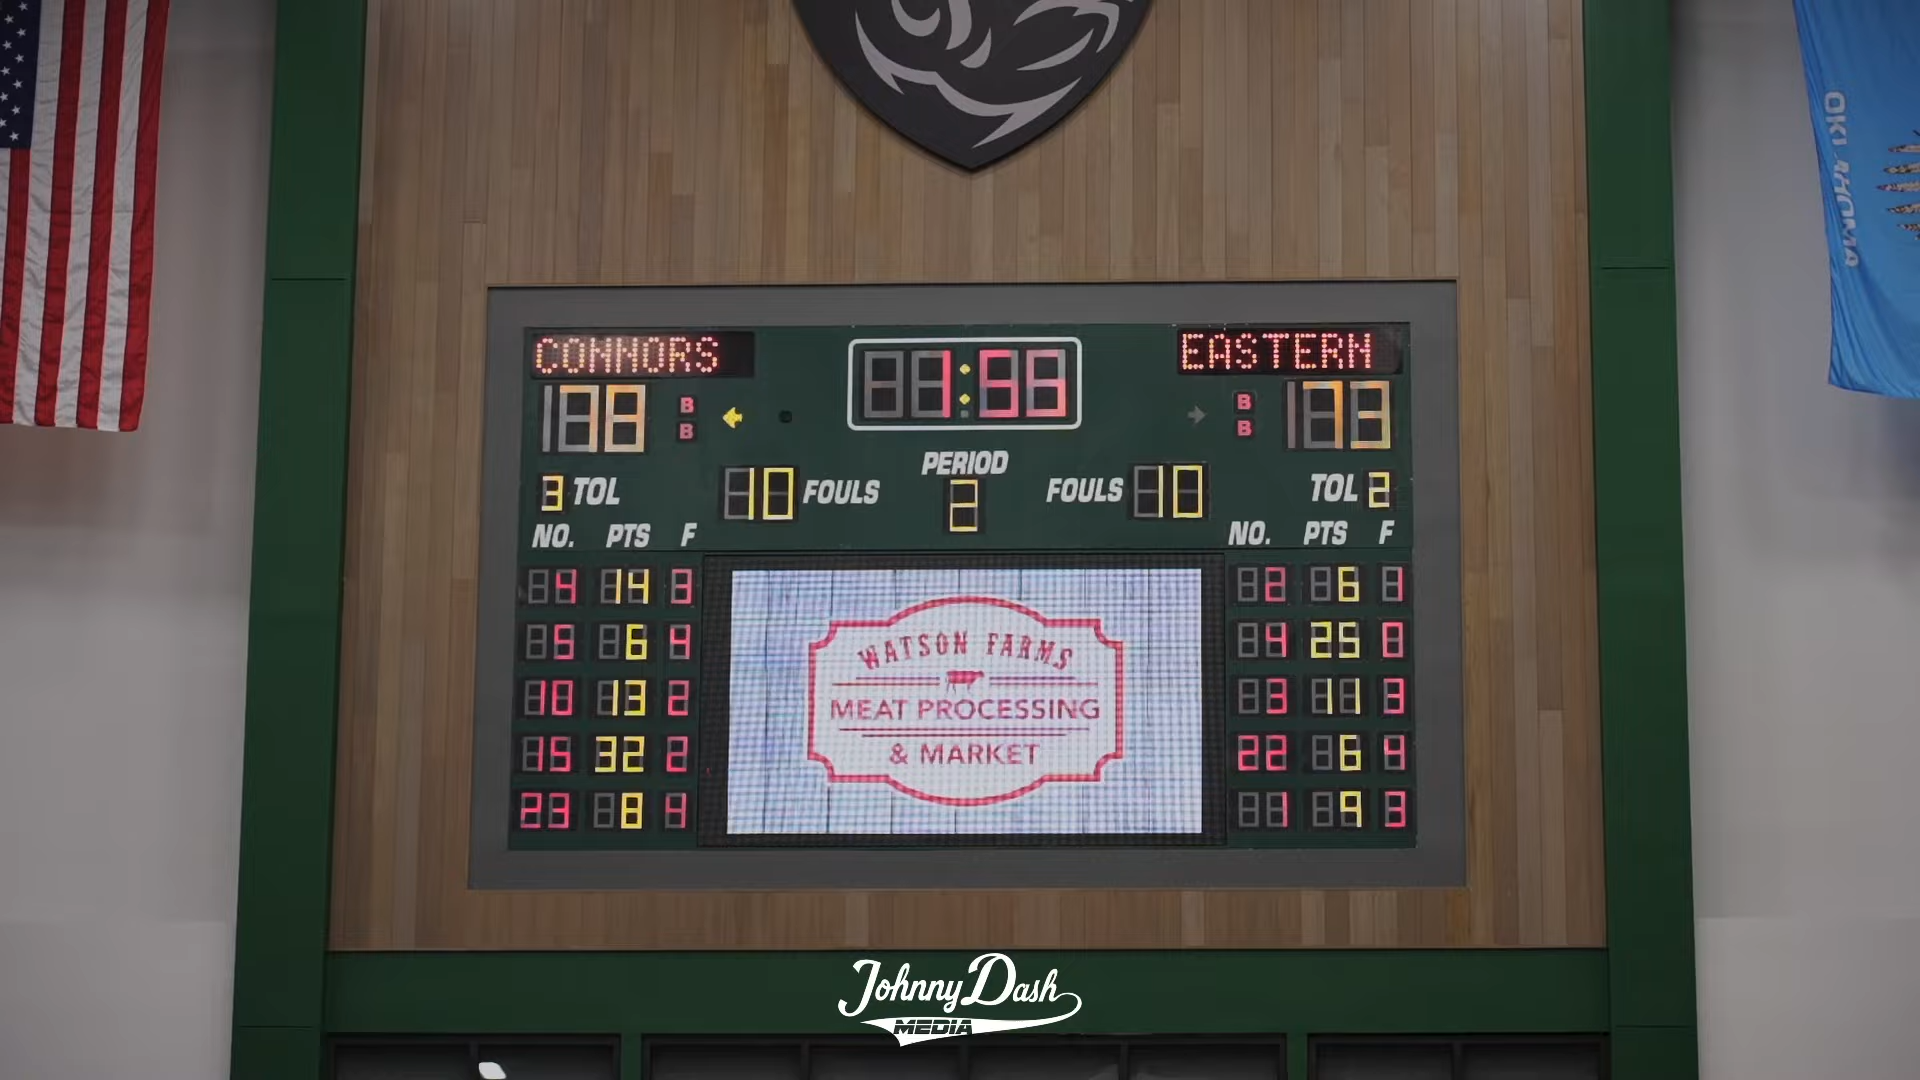 OKLAHOMA
CONNORS 1:55 EASTERN
78 B B B B 73
PERIOD
3 TOL 10 FOULS 2 FOULS 10 TOL 2
NO. PTS F NO. PTS F
4 14 3 2 6 1
5 6 4 4 25 0
10 13 2 3 11 3
15 32 2 22 6 4
23 8 4 1 9 3
WATSON FARMS
MEAT PROCESSING
& MARKET
Johnny Dash
MEDIA